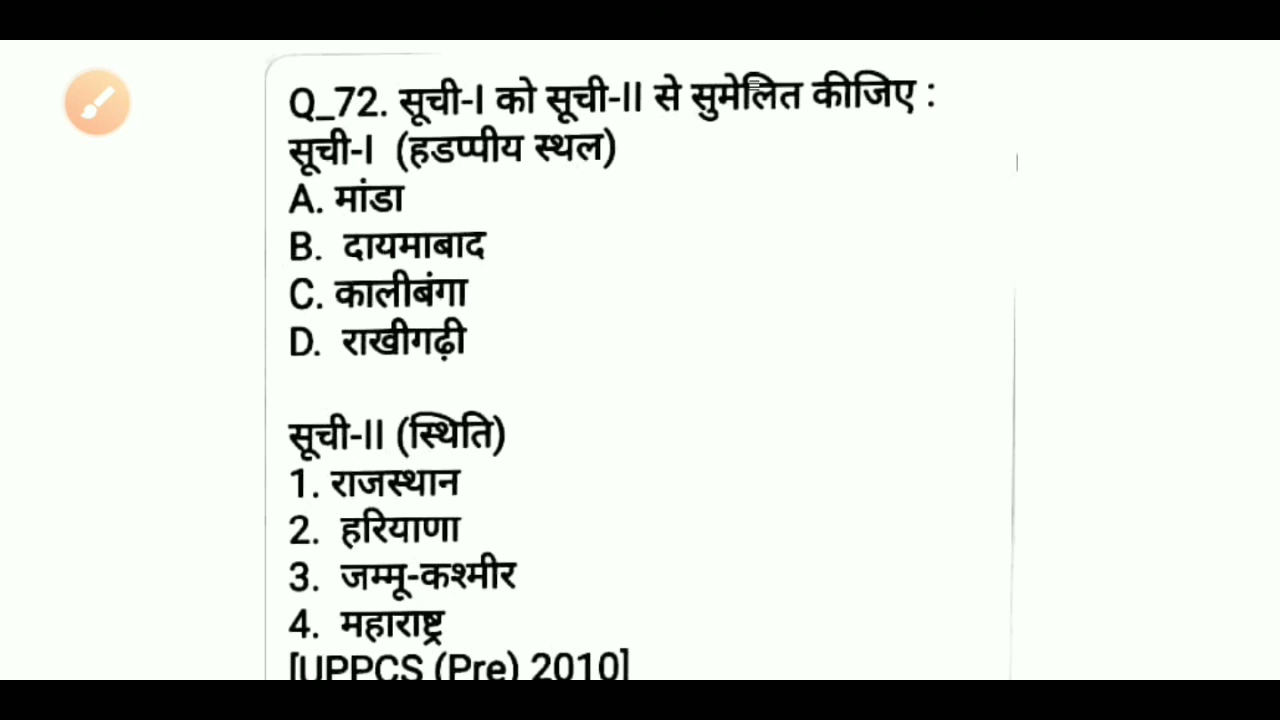 Q_72. सूची-I को सूची-II से सुमेलित कीजिए :
सूची-I (हडप्पीय स्थल)
A. मांडा
B. दायमाबाद
C. कालीबंगा
D. राखीगढ़ी
सूची-II (स्थिति)
1. राजस्थान
2. हरियाणा
3. जम्मू-कश्मीर
4. महाराष्ट्र
[UPPCS (Pre) 2010]